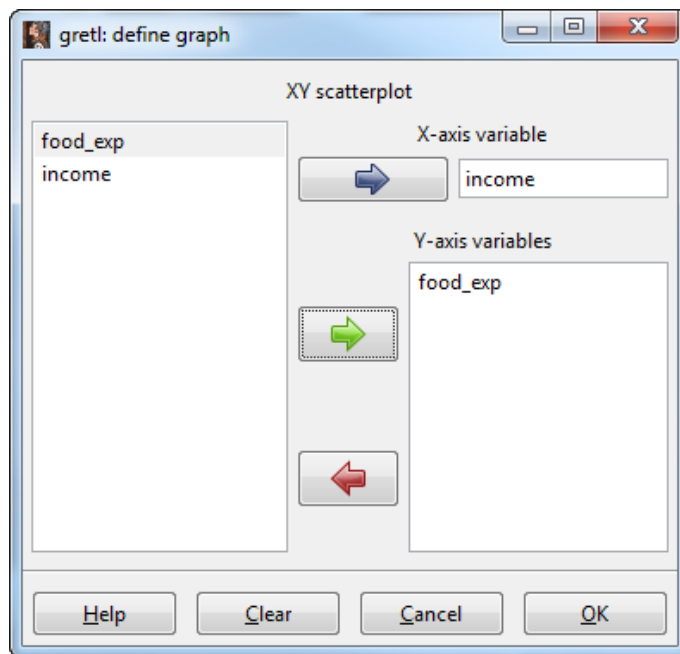 gretl: define graph
XY scatterplot
food_exp
income
X-axis variable
income
Y-axis variables
food_exp
Help
Clear
Cancel
OK